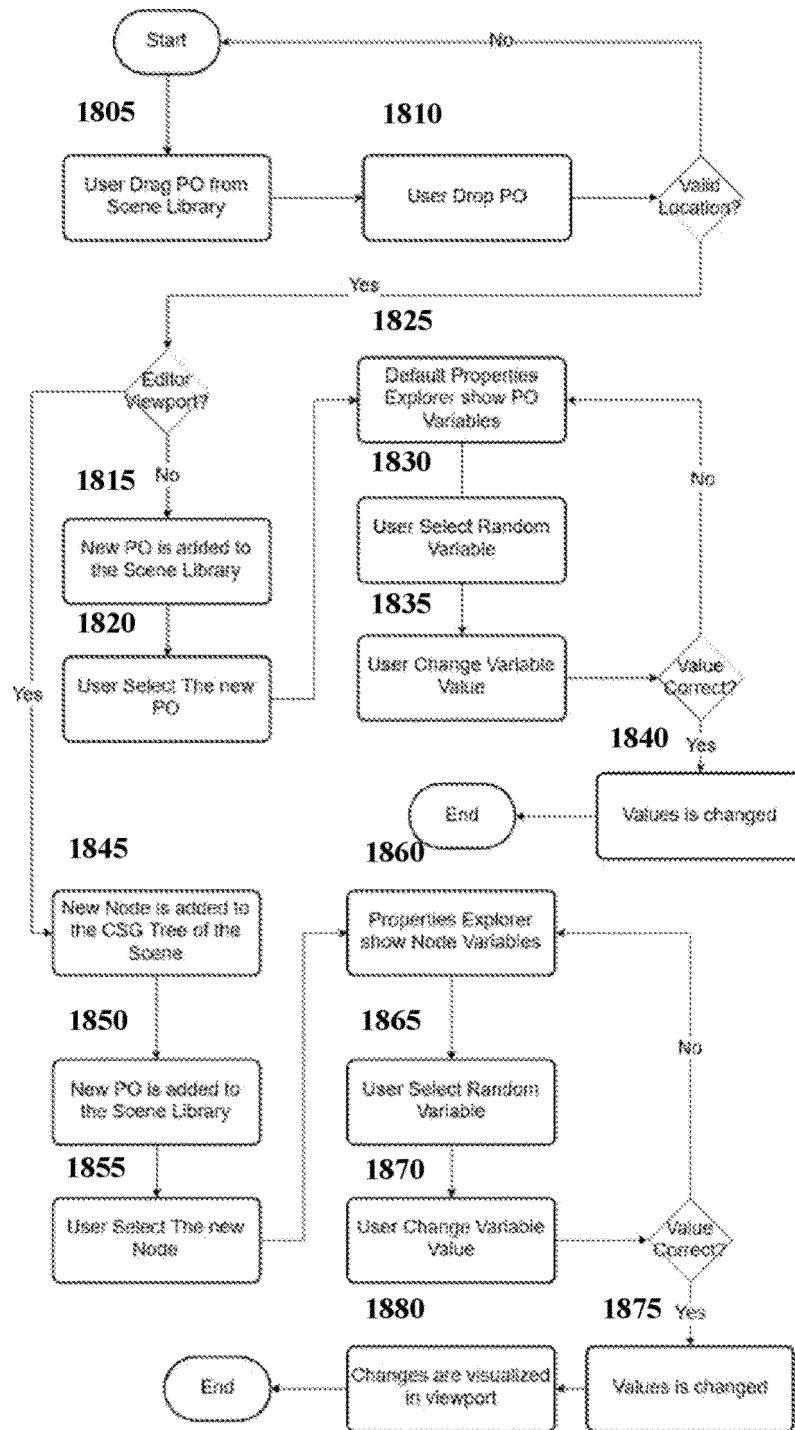 Start
No
1805
1810
User Drag PO from
Scene Library
User Drop PO
Valid
Location?
Yes
1825
Editor
Viewport?
Default Properties
Explorer show PO
Variables
1815
No
1830
No
New PO is added to
the Scene Library
User Select Random
Variable
1820
1835
User Select The new
PO
User Change Variable
Value
Value
Correct?
Yes
1840
Yes
End
Values is changed
1845
1860
New Node is added to
the CSG Tree of the
Scene
Properties Explorer
show Node Variables
1850
1865
No
New PO is added to
the Scene Library
User Select Random
Variable
1855
1870
User Select The new
Node
User Change Variable
Value
Value
Correct?
1880
1875
Yes
End
Changes are visualized
in viewport
Values is changed